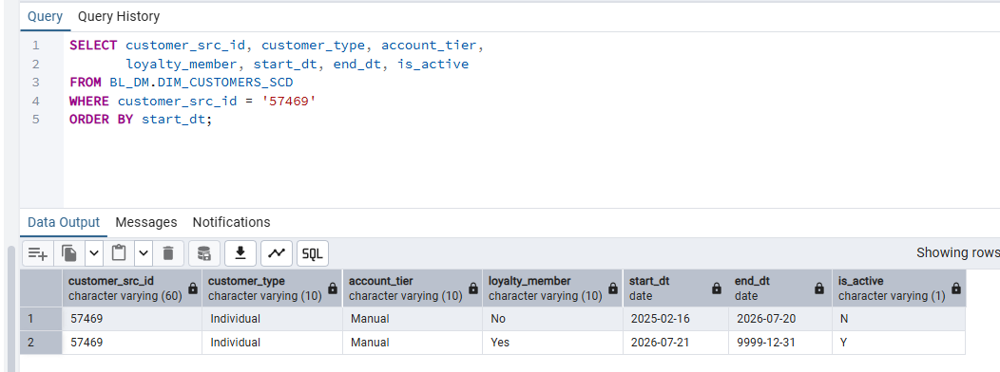 Query Query History
1 SELECT customer_src_id, customer_type, account_tier,
2 loyalty_member, start_dt, end_dt, is_active
3 FROM BL_DM.DIM_CUSTOMERS_SCD
4 WHERE customer_src_id = '57469'
5 ORDER BY start_dt;
Data Output Messages Notifications
SQL Showing rows
customer_src_id customer_type account_tier loyalty_member start_dt end_dt is_active
character varying (60) character varying (10) character varying (10) character varying (10) date date character varying (1)
1 57469 Individual Manual No 2025-02-16 2026-07-20 N
2 57469 Individual Manual Yes 2026-07-21 9999-12-31 Y